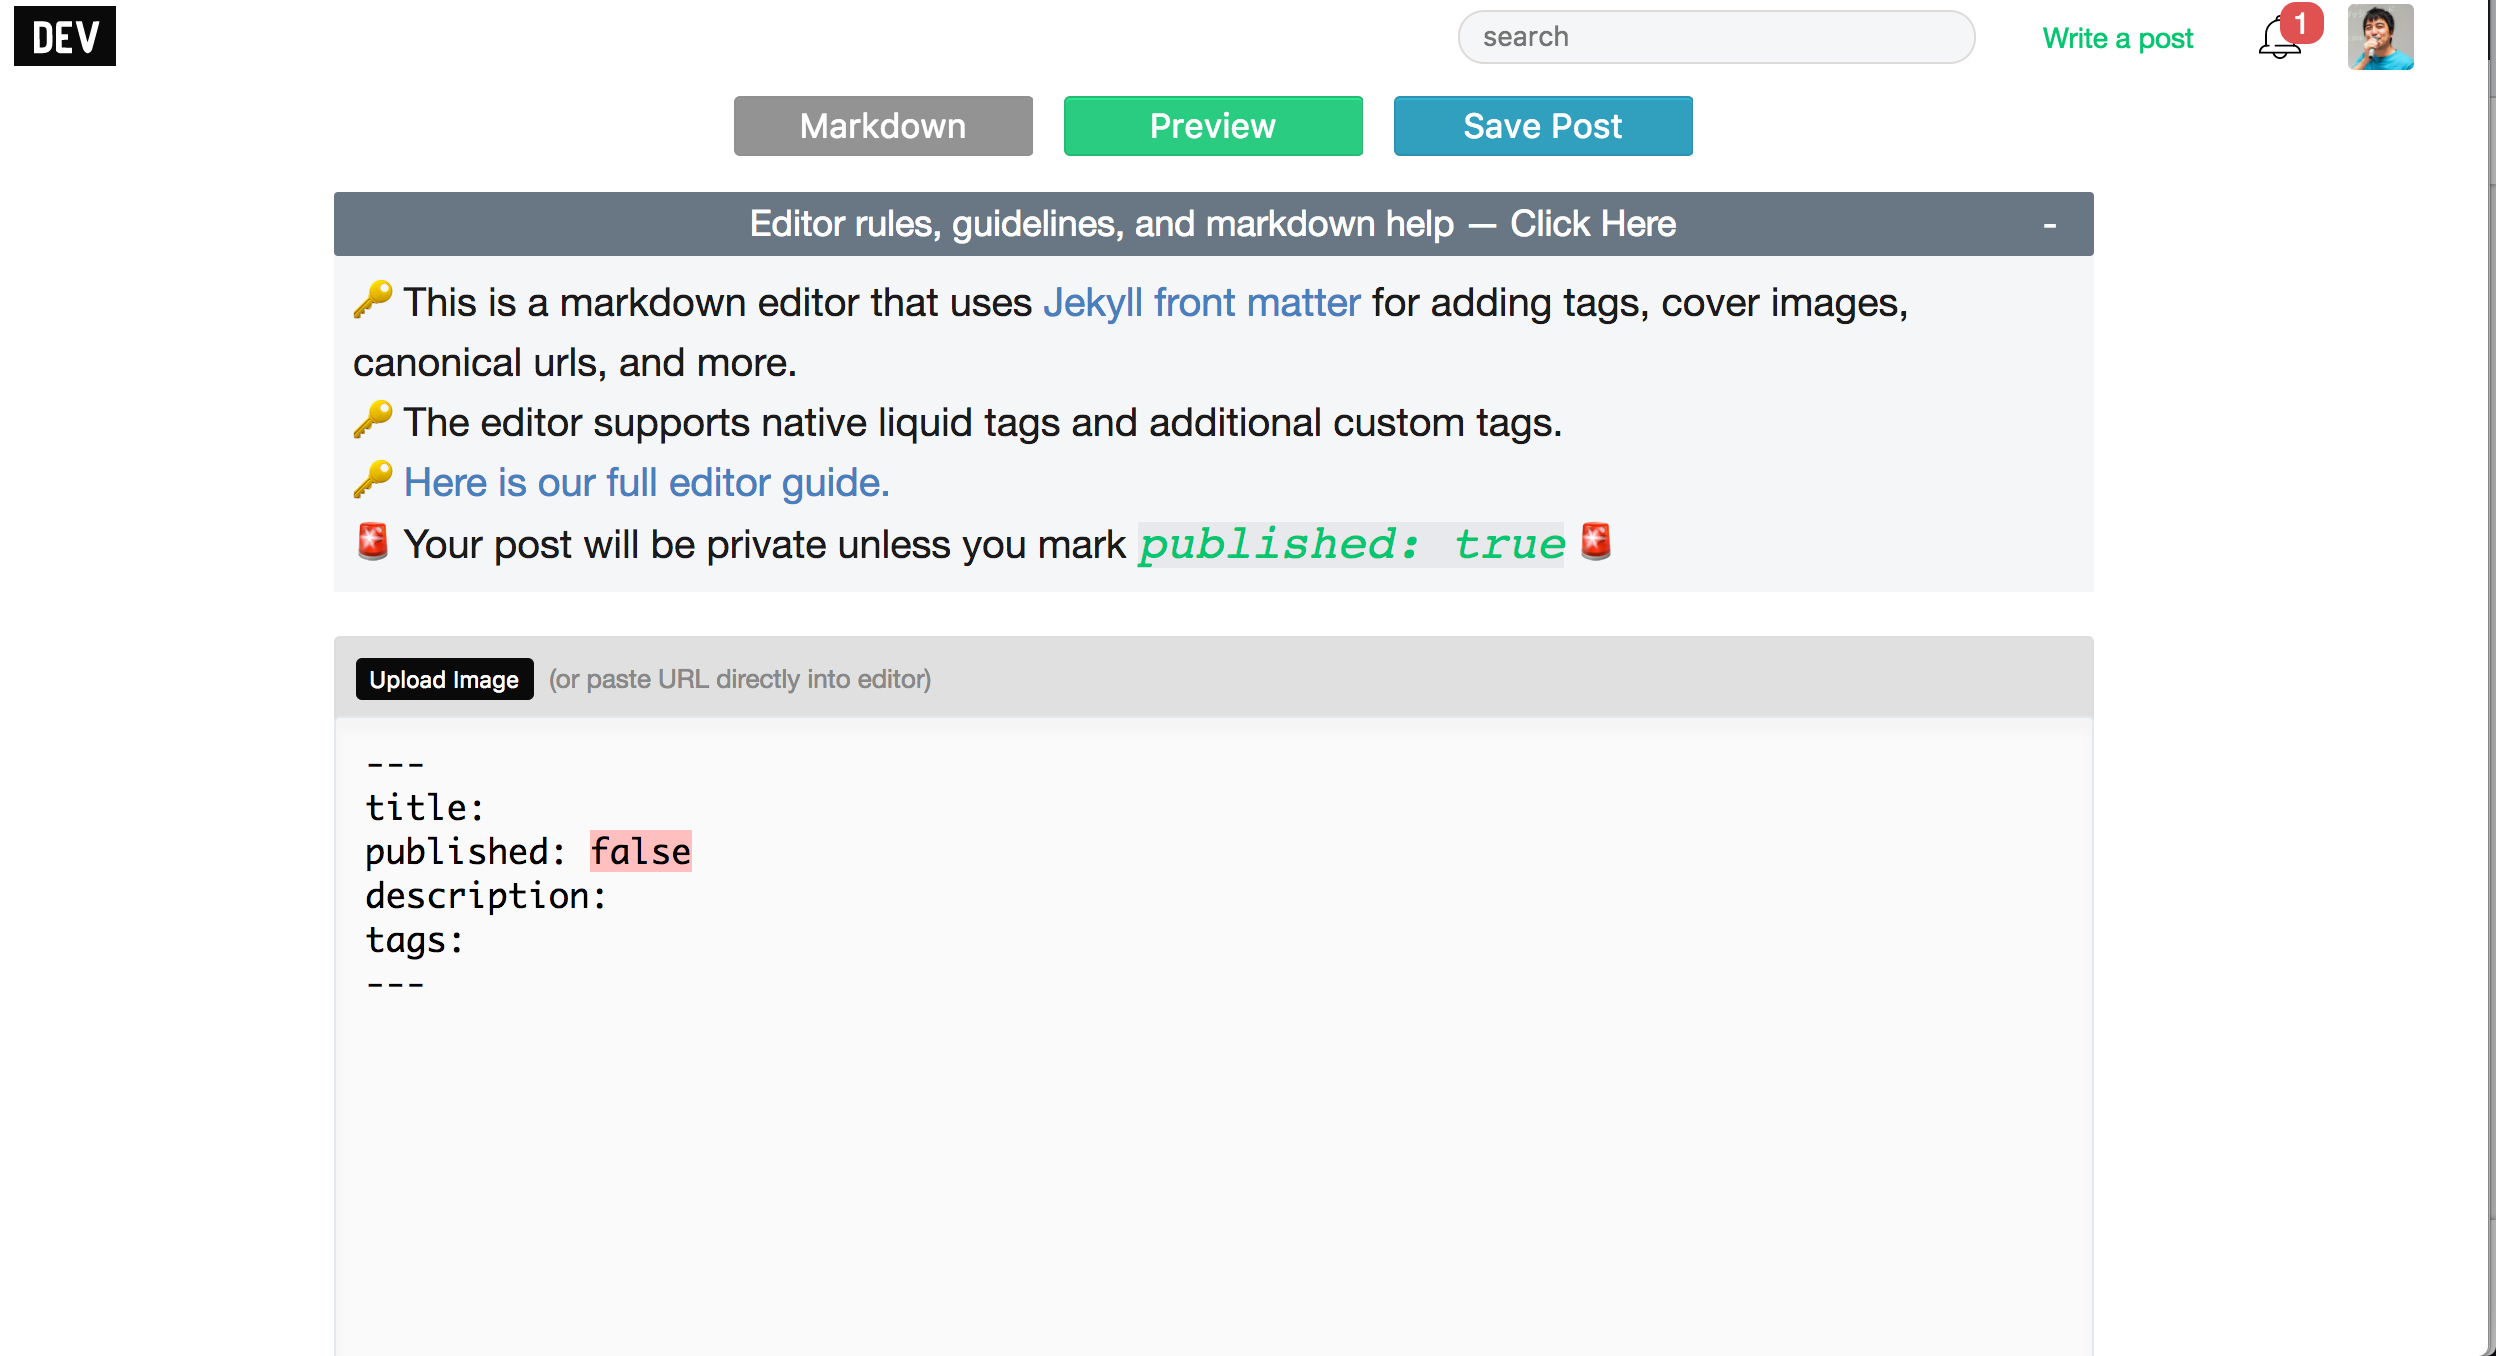 DEV
search
Write a post
1
Markdown
Preview
Save Post
Editor rules, guidelines, and markdown help — Click Here -
🔑 This is a markdown editor that uses Jekyll front matter for adding tags, cover images,
canonical urls, and more.
🔑 The editor supports native liquid tags and additional custom tags.
🔑 Here is our full editor guide.
🚨 Your post will be private unless you mark published: true 🚨
Upload Image (or paste URL directly into editor)
---
title:
published: false
description:
tags:
---